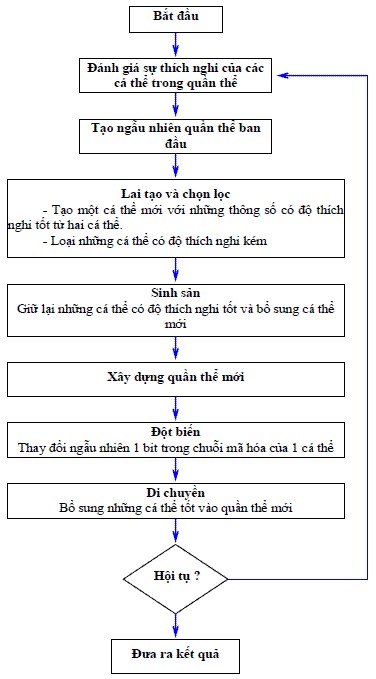 Bắt đầu
Đánh giá sự thích nghi của các
cá thể trong quần thể
Tạo ngẫu nhiên quần thể ban
đầu
Lai tạo và chọn lọc
- Tạo một cá thể mới với những thông số có độ thích
nghi tốt từ hai cá thể.
- Loại những cá thể có độ thích nghi kém
Sinh sản
Giữ lại những cá thể có độ thích nghi tốt và bổ sung cá thể
mới
Xây dựng quần thể mới
Đột biến
Thay đổi ngẫu nhiên 1 bit trong chuỗi mã hóa của 1 cá thể
Di chuyển
Bổ sung những cá thể tốt vào quần thể mới
Hội tụ ?
Đưa ra kết quả